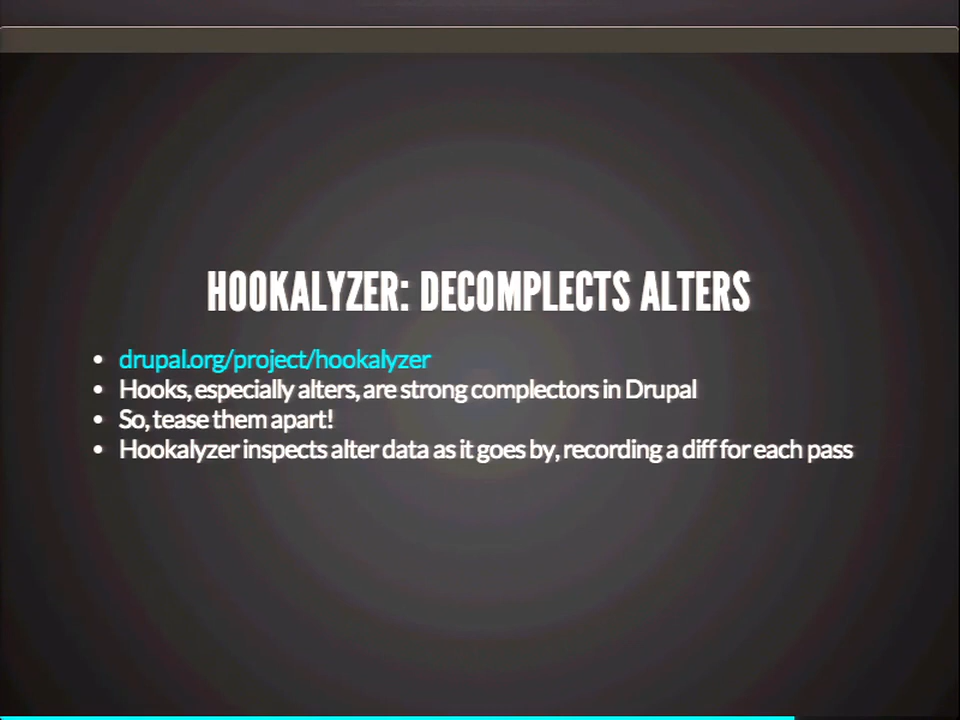 HOOKALYZER: DECOMPLECTS ALTERS
drupal.org/project/hookalyzer
Hooks, especially alters, are strong complectors in Drupal
So, tease them apart!
Hookalyzer inspects alter data as it goes by, recording a diff for each pass